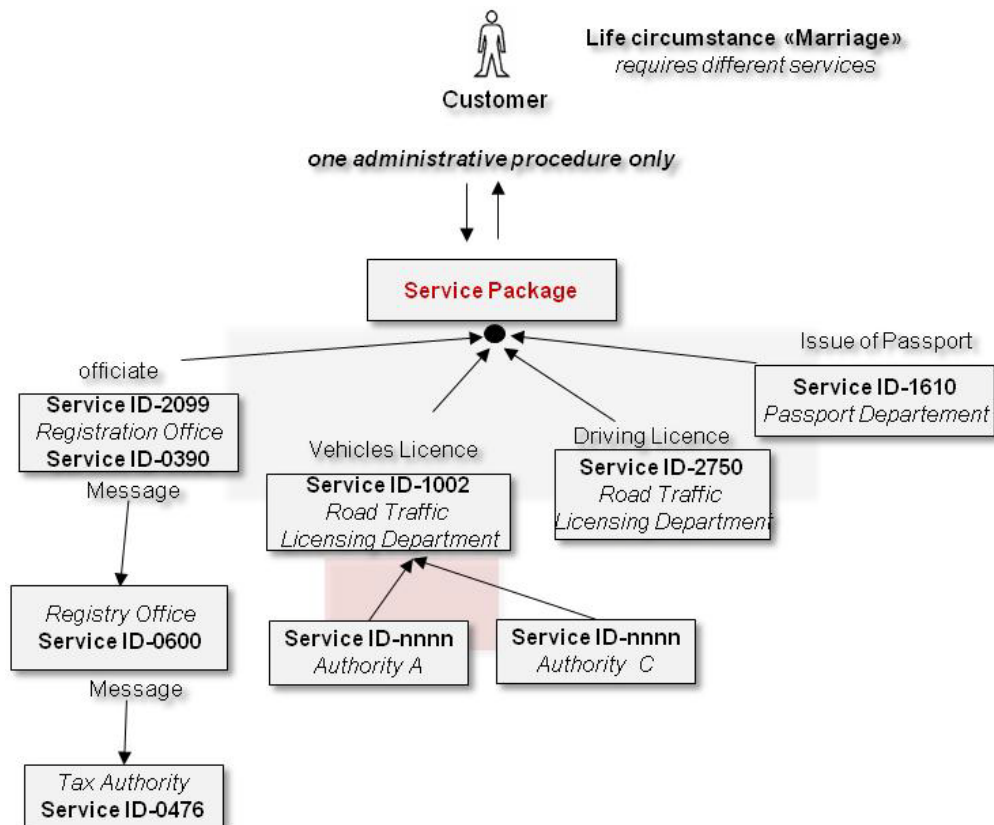 Life circumstance «Marriage»
requires different services
Customer
one administrative procedure only
Service Package
Issue of Passport
officiate
Service ID-1610
Passport Departement
Service ID-2099
Registration Office
Service ID-0390
Vehicles Licence
Driving Licence
Service ID-2750
Road Traffic
Licensing Department
Service ID-1002
Road Traffic
Licensing Department
Message
Registry Office
Service ID-0600
Service ID-nnnn
Authority A
Service ID-nnnn
Authority C
Message
Tax Authority
Service ID-0476